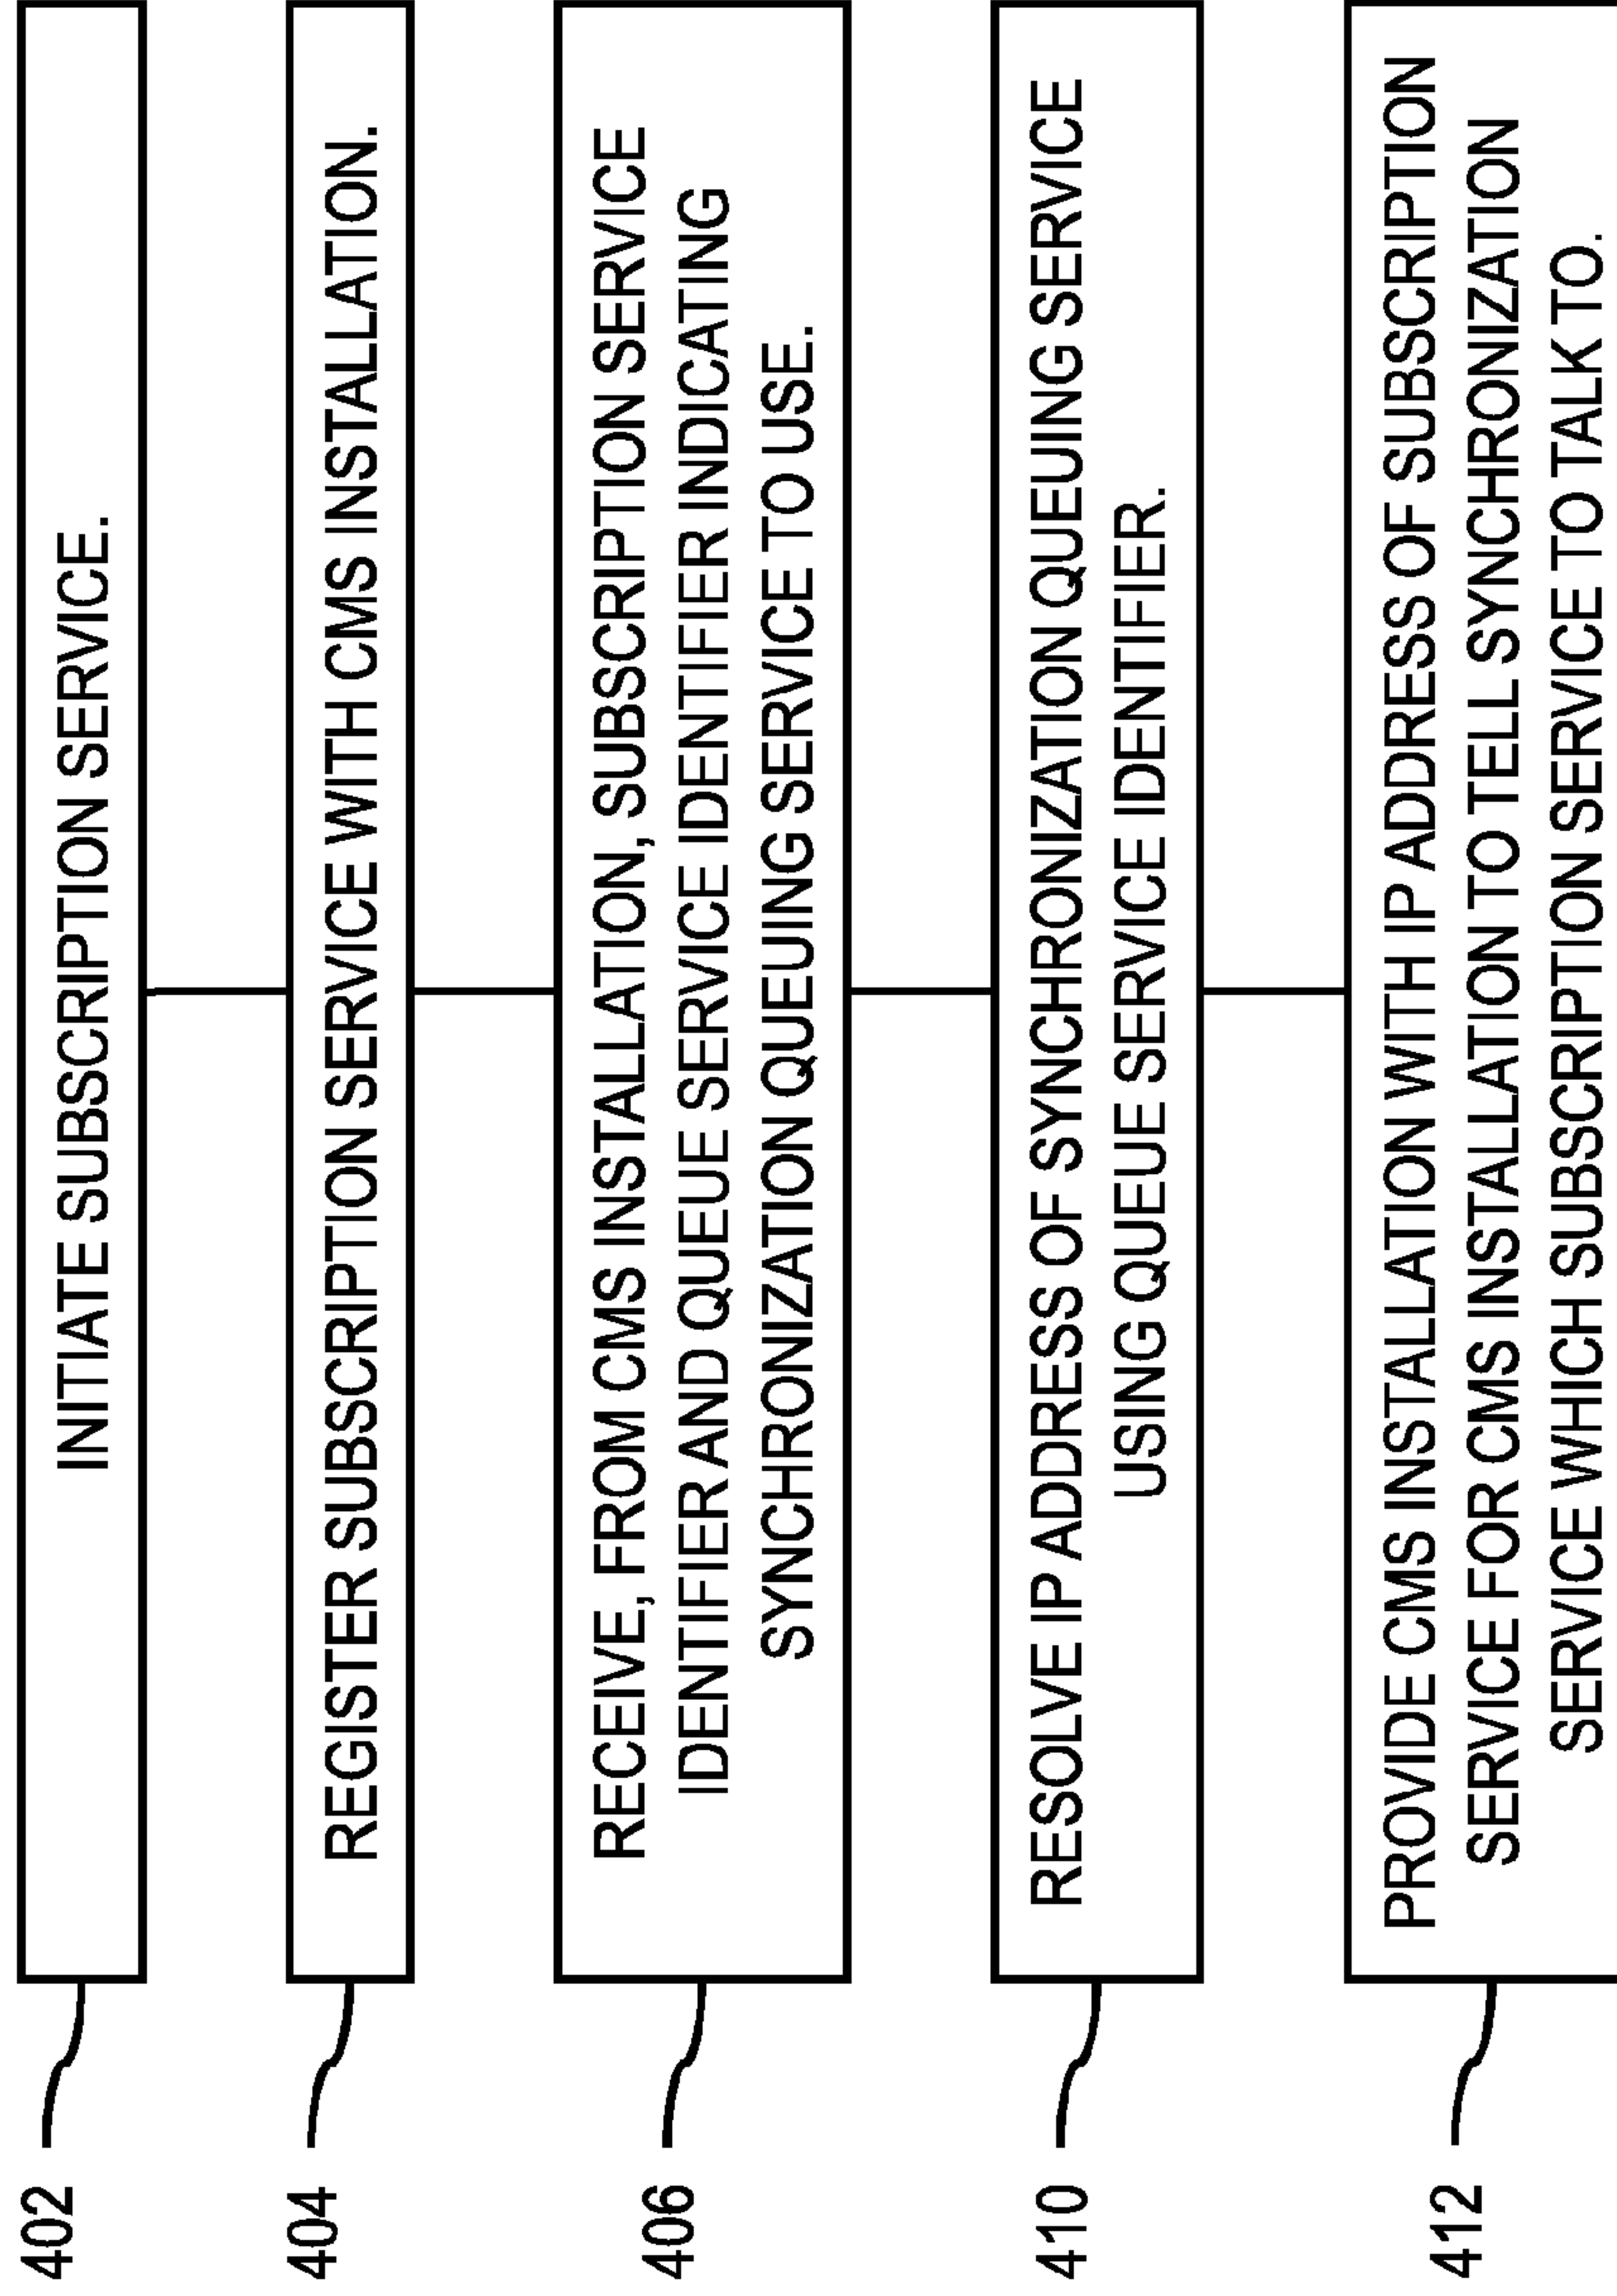 402
INITIATE SUBSCRIPTION SERVICE.
404
REGISTER SUBSCRIPTION SERVICE WITH CMS INSTALLATION.
406
RECEIVE, FROM CMS INSTALLATION, SUBSCRIPTION SERVICE
IDENTIFIER AND QUEUE SERVICE IDENTIFIER INDICATING
SYNCHRONIZATION QUEUING SERVICE TO USE.
410
RESOLVE IP ADDRESS OF SYNCHRONIZATION QUEUING SERVICE
USING QUEUE SERVICE IDENTIFIER.
412
PROVIDE CMS INSTALLATION WITH IP ADDRESS OF SUBSCRIPTION
SERVICE FOR CMS INSTALLATION TO TELL SYNCHRONIZATION
SERVICE WHICH SUBSCRIPTION SERVICE TO TALK TO.